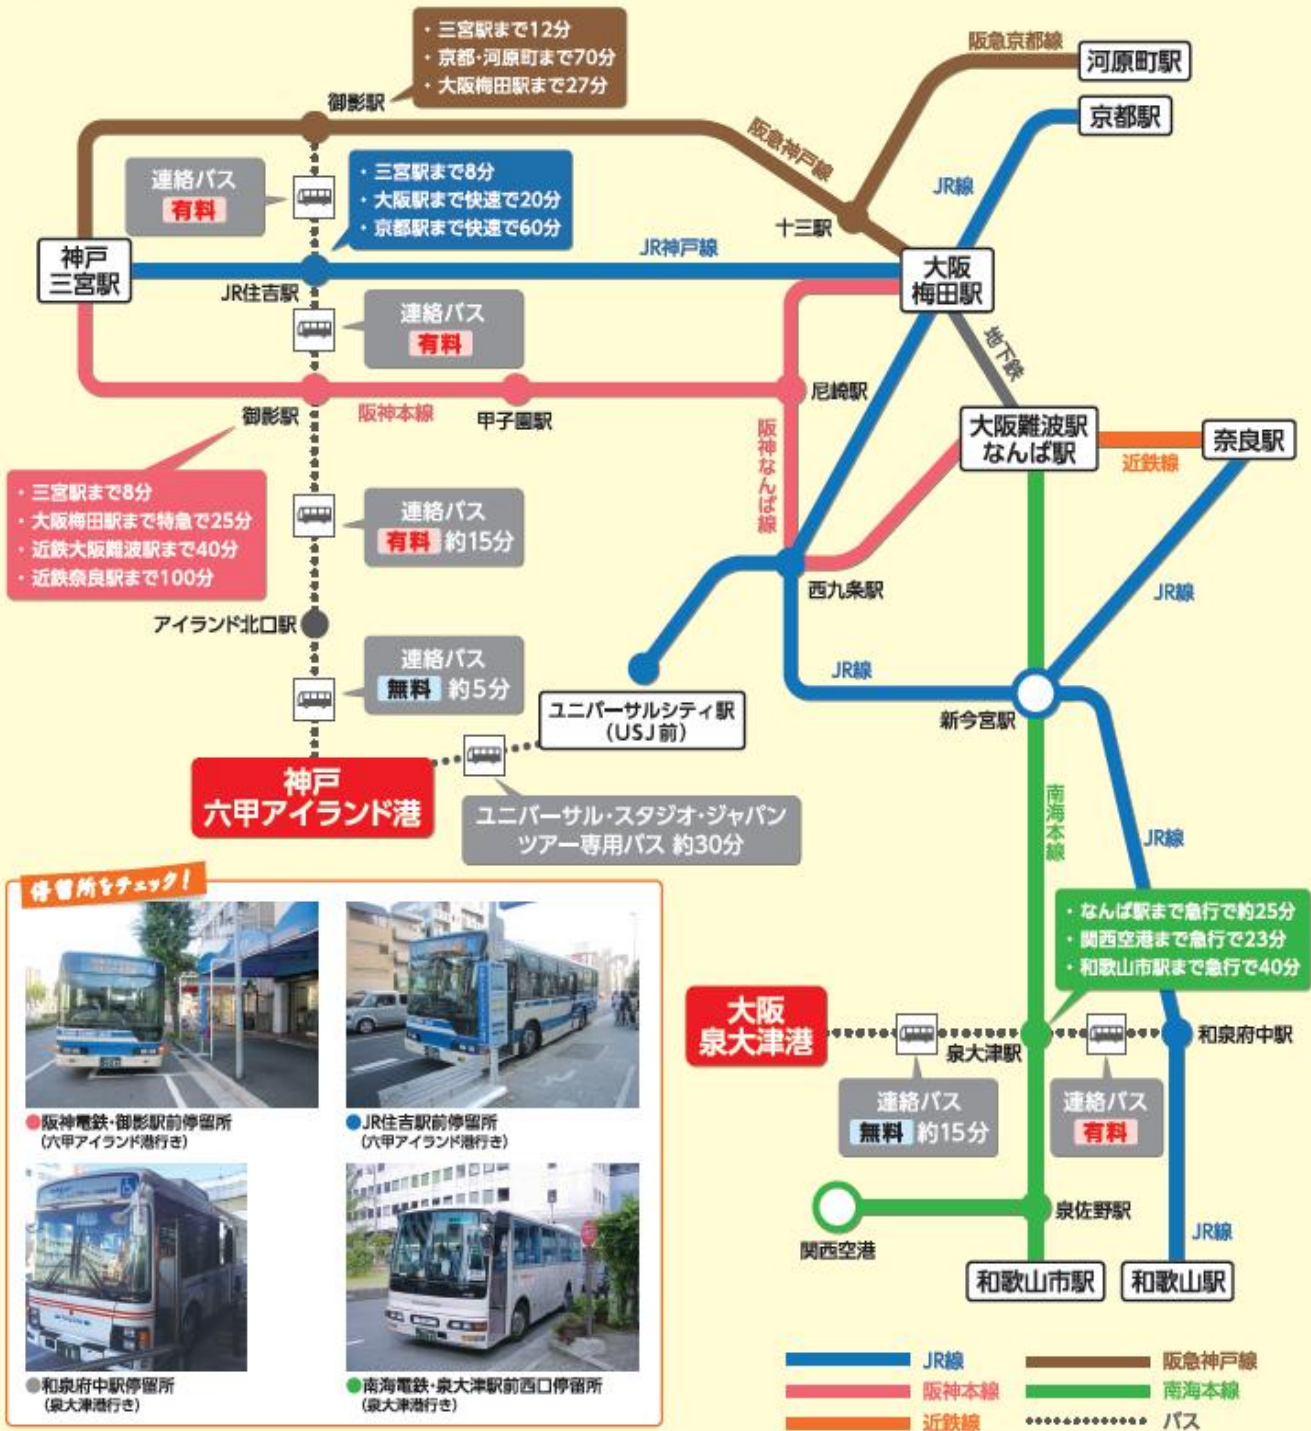 ・三宮駅まで12分
・京都・河原町まで70分
・大阪梅田駅まで27分
阪急京都線
河原町駅
御影駅
京都駅
阪急神戸線
連絡バス
有料
・三宮駅まで8分
・大阪駅まで快速で20分
・京都駅まで快速で60分
JR線
十三駅
神戸
三宮駅
JR神戸線
大阪
梅田駅
JR住吉駅
連絡バス
有料
地下鉄
御影駅
阪神本線
甲子園駅
尼崎駅
阪神なんば線
大阪難波駅
なんば駅
近鉄線
奈良駅
・三宮駅まで8分
・大阪梅田駅まで特急で25分
・近鉄大阪難波駅まで40分
・近鉄奈良駅まで100分
連絡バス
有料 約15分
西九条駅
JR線
アイランド北口駅
連絡バス
無料 約5分
JR線
ユニバーサルシティ駅
(USJ前)
新今宮駅
神戸
六甲アイランド港
ユニバーサル・スタジオ・ジャパン
ツアー専用バス 約30分
南海本線
JR線
停留所をチェック!
・なんば駅まで急行で約25分
・関西空港まで急行で23分
・和歌山市駅まで急行で40分
大阪
泉大津港
泉大津駅
和泉府中駅
連絡バス
無料 約15分
連絡バス
有料
●阪神電鉄・御影駅前停留所
(六甲アイランド港行き)
●JR住吉駅前停留所
(六甲アイランド港行き)
関西空港
泉佐野駅
JR線
和歌山市駅
和歌山駅
●和泉府中駅停留所
(泉大津港行き)
●南海電鉄・泉大津駅前西口停留所
(泉大津港行き)
JR線
阪急神戸線
阪神本線
南海本線
近鉄線
バス